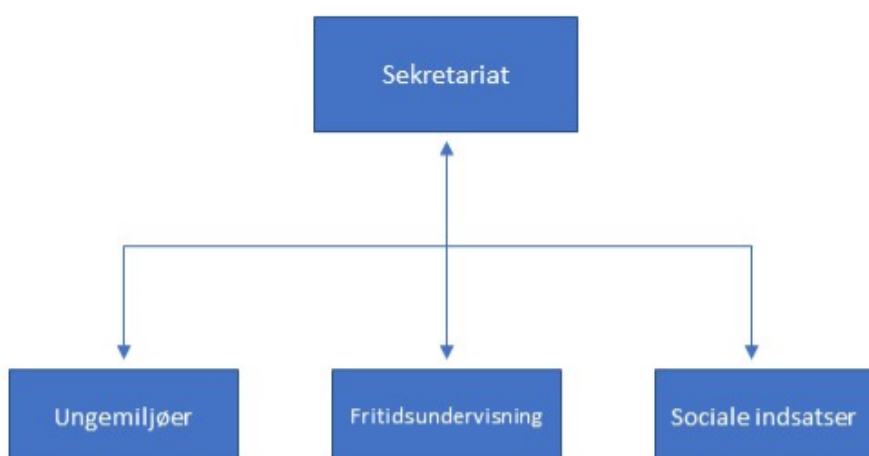 Sekretariat
Ungemiljøer
Fritidsundervisning
Sociale indsatser